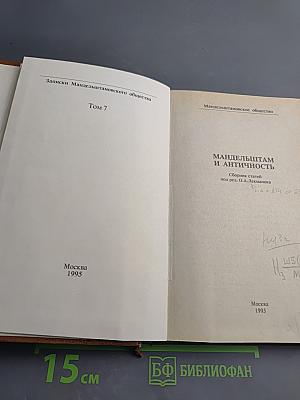 Записки Мандельштамовского общества
Том 7
Москва
1995
Мандельштамовское общество
МАНДЕЛЬШТАМ
И АНТИЧНОСТЬ
Сборник статей
под ред. О.А.Лекманова
Москва
1995
15 см
БФ БИБЛИОФАН